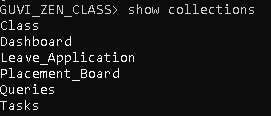 GUVI_ZEN_CLASS> show collections
Class
Dashboard
Leave_Application
Placement_Board
Queries
Tasks